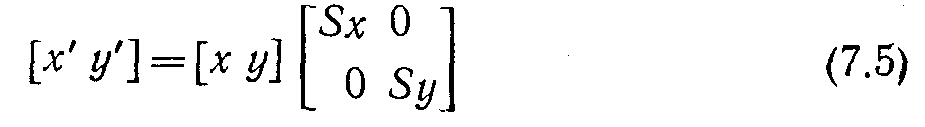 [x′ y′]=[x y] [Sx 0
0 Sy] (7.5)